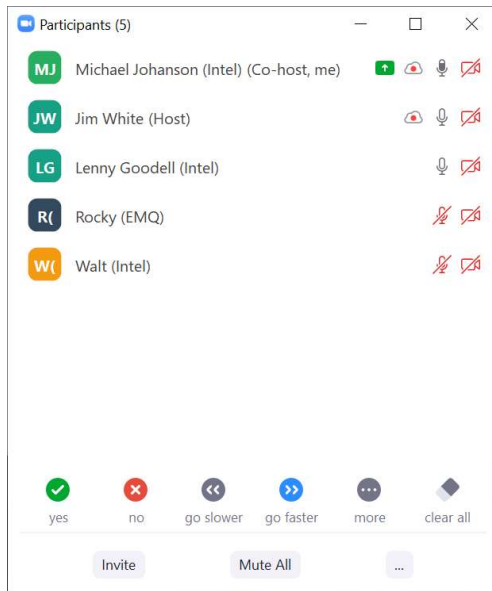 Participants (5)
MJ Michael Johanson (Intel) (Co-host, me)
JW Jim White (Host)
LG Lenny Goodell (Intel)
R( Rocky (EMQ)
W( Walt (Intel)
yes no go slower go faster more clear all
Invite Mute All ...